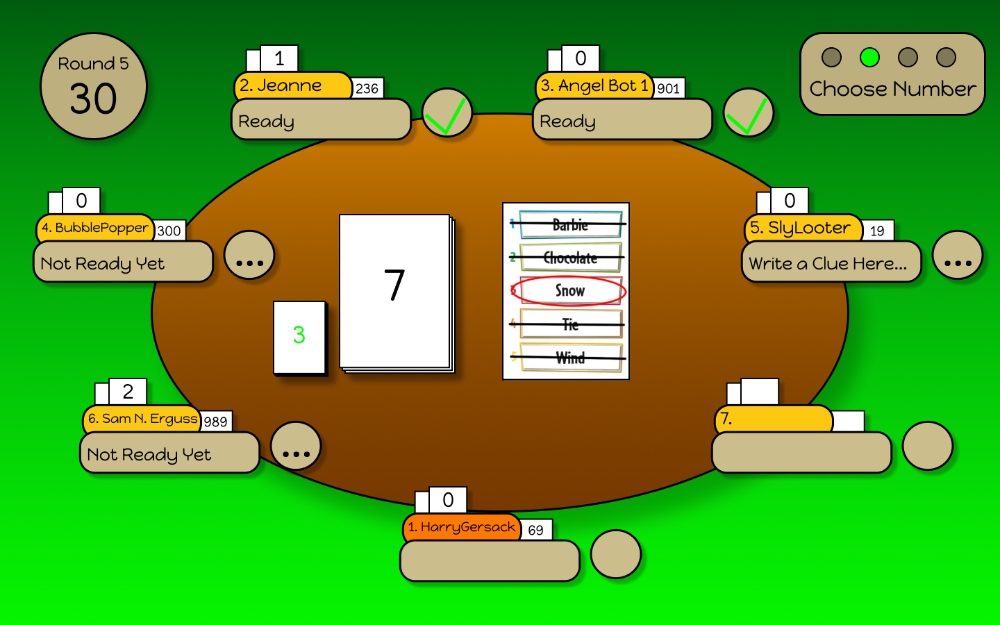 Round 5
30
1
2. Jeanne
236
Ready
0
3. Angel Bot 1
901
Ready
Choose Number
0
4. BubblePopper
300
Not Ready Yet
...
0
5. SlyLooter
19
Write a Clue Here...
...
3
7
1 Barbie
2 Chocolate
3 Snow
4 Tie
5 Wind
2
6. Sam N. Erguss
989
Not Ready Yet
...
7.
0
1. HarryGersack
69